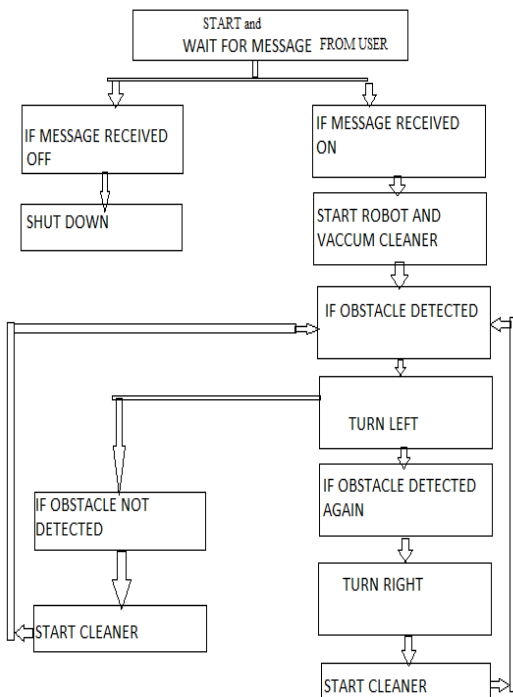 START and
WAIT FOR MESSAGE FROM USER
IF MESSAGE RECEIVED
OFF
IF MESSAGE RECEIVED
ON
SHUT DOWN
START ROBOT AND
VACCUM CLEANER
IF OBSTACLE DETECTED
TURN LEFT
IF OBSTACLE DETECTED
AGAIN
IF OBSTACLE NOT
DETECTED
TURN RIGHT
START CLEANER
START CLEANER